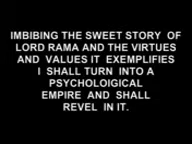 IMBIBING THE SWEET STORY OF
LORD RAMA AND THE VIRTUES
AND VALUES IT EXEMPLIFIES
I SHALL TURN INTO A
PSYCHOLOIGICAL
EMPIRE AND SHALL
REVEL IN IT.